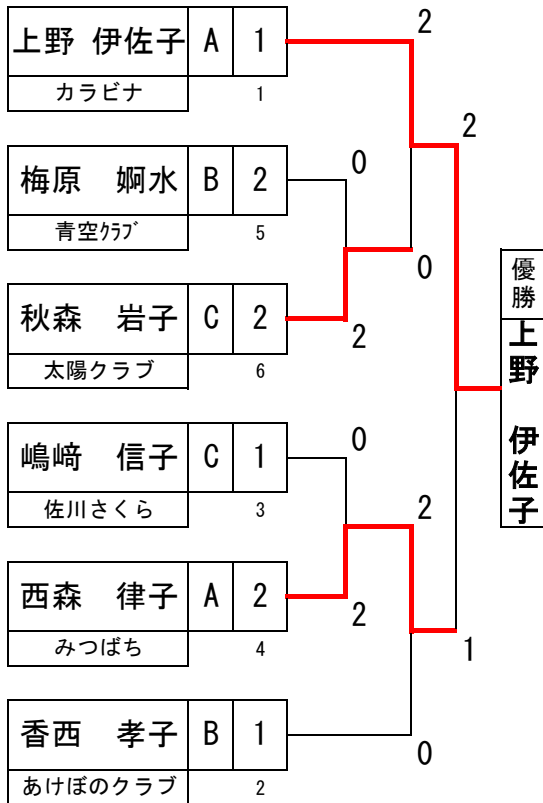 上野 伊佐子 A 1
カラビナ 1
2
2
梅原 婀水 B 2
青空ｸﾗﾌﾞ 5
0
0
秋森 岩子 C 2
太陽クラブ 6
2
優勝
上野 伊佐子
嶋﨑 信子 C 1
佐川さくら 3
0
2
西森 律子 A 2
みつばち 4
2
1
香西 孝子 B 1
あけぼのクラブ 2
0